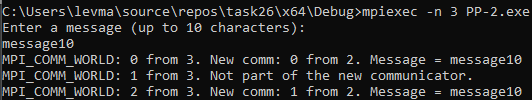 C:\Users\levma\source\repos\task26\x64\Debug>mpiexec -n 3 PP-2.exe
Enter a message (up to 10 characters):
message10
MPI_COMM_WORLD: 0 from 3. New comm: 0 from 2. Message = message10
MPI_COMM_WORLD: 1 from 3. Not part of the new communicator.
MPI_COMM_WORLD: 2 from 3. New comm: 1 from 2. Message = message10